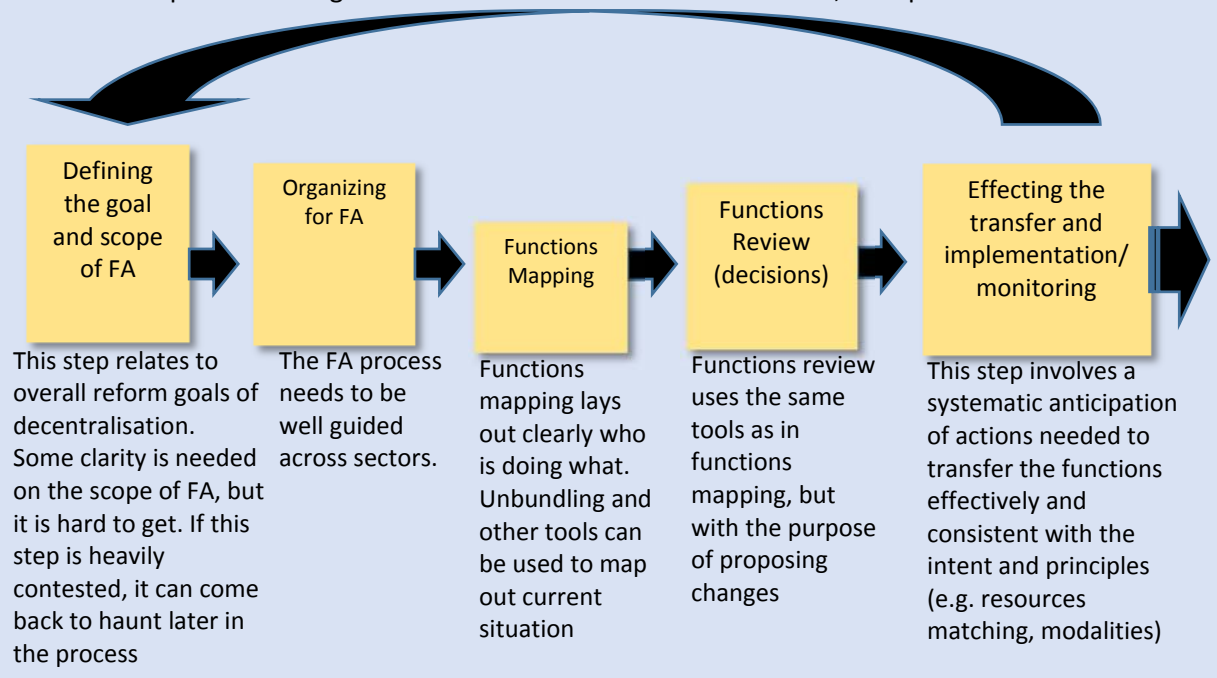 Defining
the goal
and scope
of FA
Organizing
for FA
Functions
Mapping
Functions
Review
(decisions)
Effecting the
transfer and
implementation/
monitoring
This step relates to
overall reform goals of
decentralisation.
Some clarity is needed
on the scope of FA, but
it is hard to get. If this
step is heavily
contested, it can come
back to haunt later in
the process
The FA process
needs to be
well guided
across sectors.
Functions
mapping lays
out clearly who
is doing what.
Unbundling and
other tools can
be used to map
out current
situation
Functions review
uses the same
tools as in
functions
mapping, but
with the purpose
of proposing
changes
This step involves a
systematic anticipation
of actions needed to
transfer the functions
effectively and
consistent with the
intent and principles
(e.g. resources
matching, modalities)